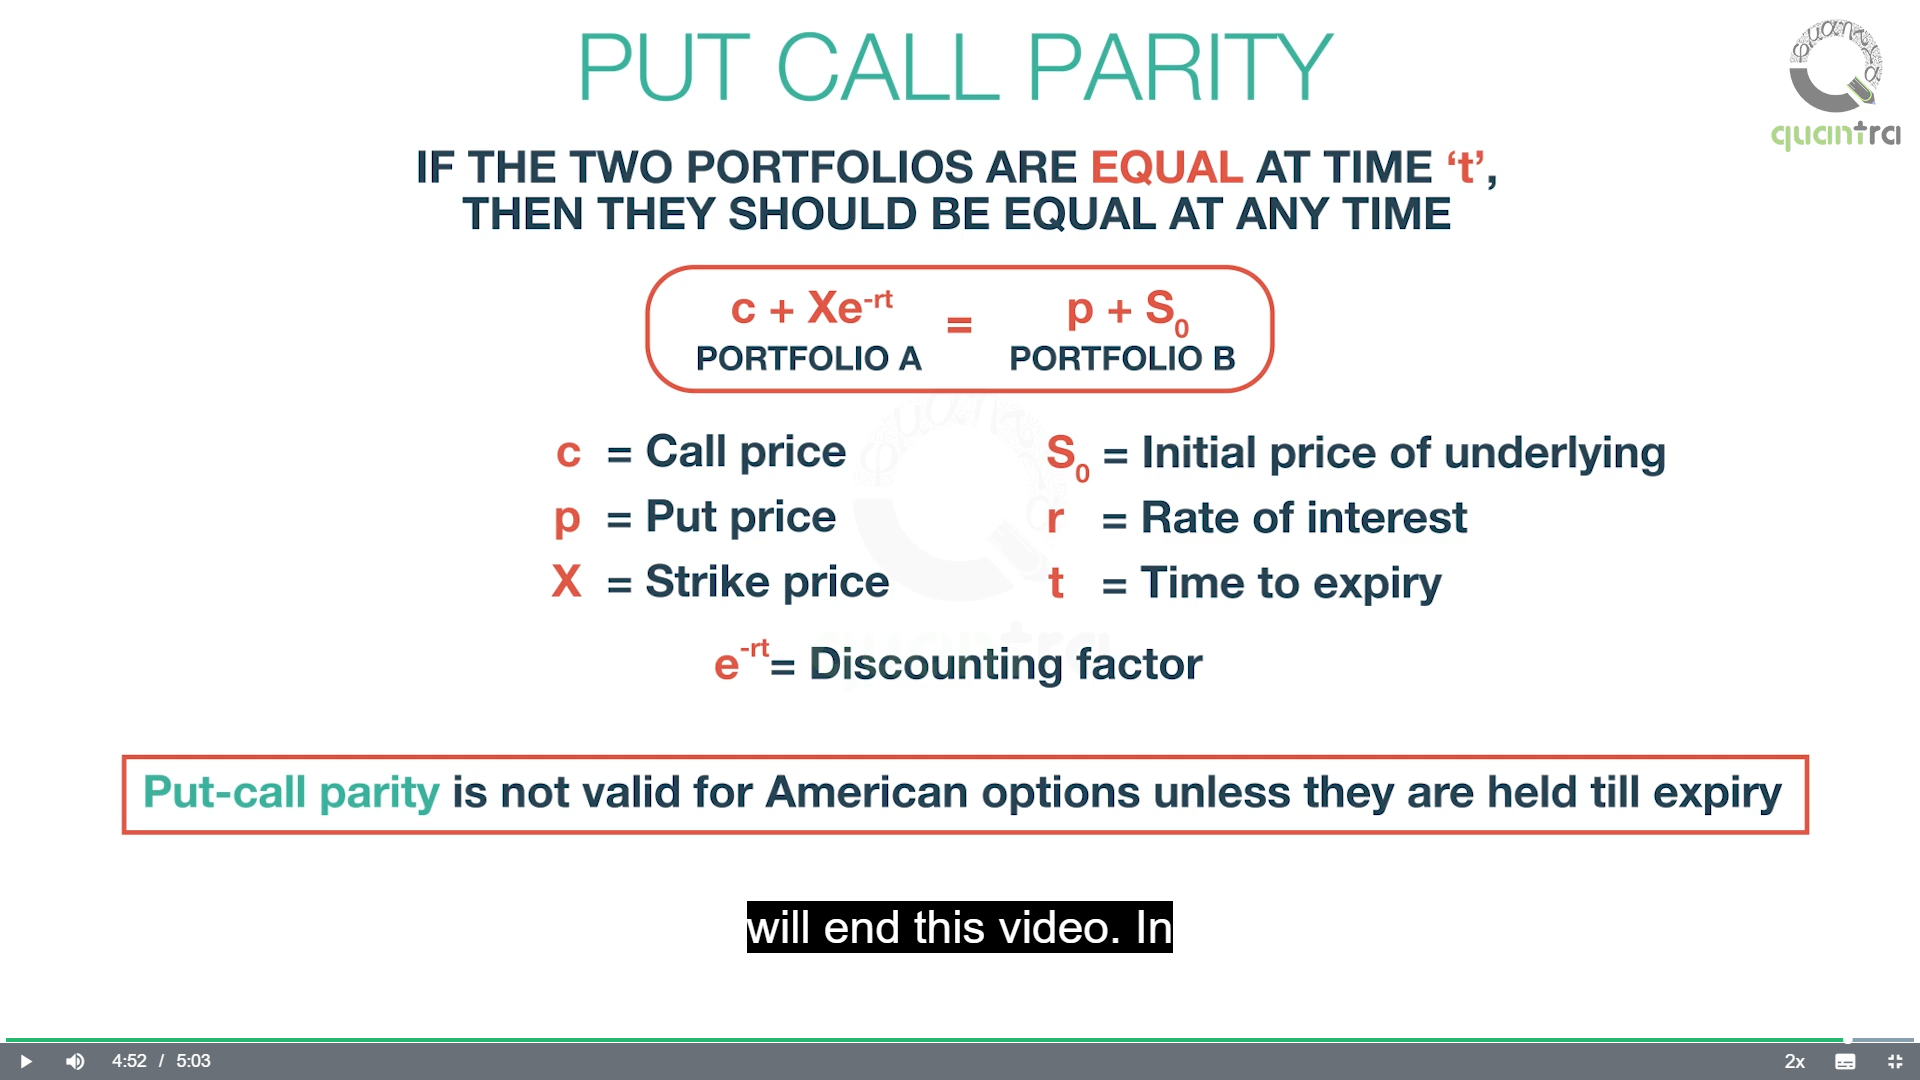 PUT CALL PARITY
quantra
IF THE TWO PORTFOLIOS ARE EQUAL AT TIME ‘t’,
THEN THEY SHOULD BE EQUAL AT ANY TIME
c + Xe-rt = p + S0
PORTFOLIO A PORTFOLIO B
c = Call price
S0 = Initial price of underlying
p = Put price
r = Rate of interest
X = Strike price
t = Time to expiry
e-rt = Discounting factor
Put-call parity is not valid for American options unless they are held till expiry
will end this video. In
4:52 / 5:03
2x